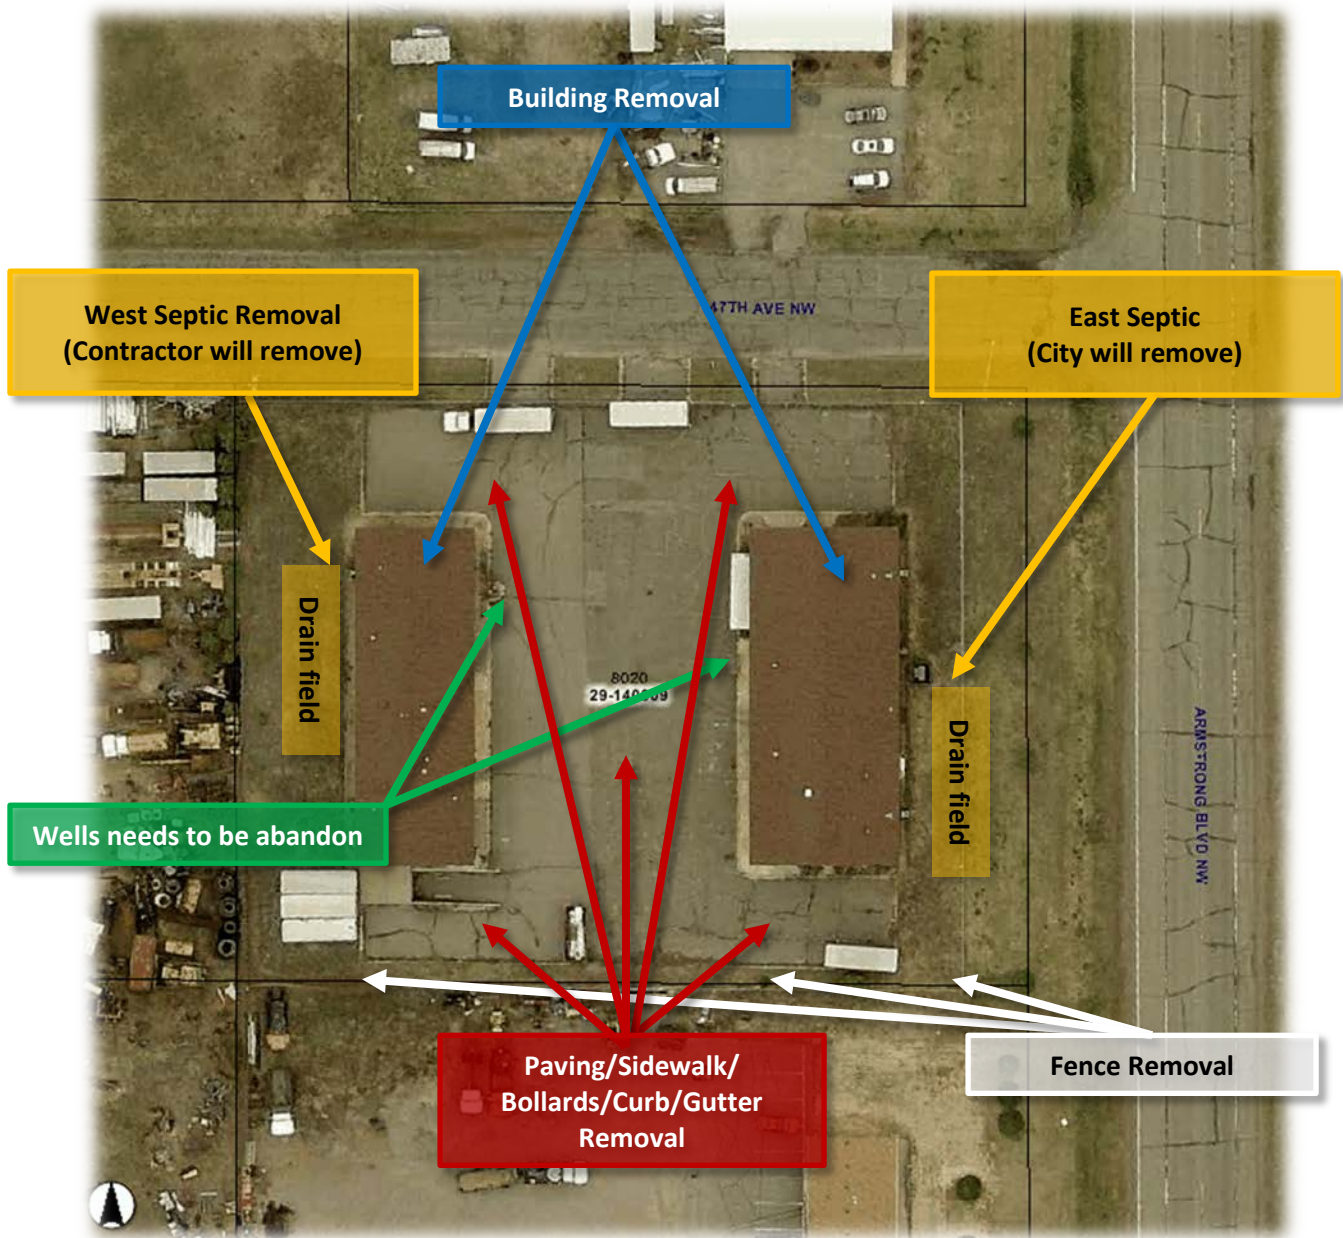 Building Removal
West Septic Removal
(Contractor will remove)
47TH AVE NW
East Septic
(City will remove)
Drain field
8020
Drain field
ARMSTRONG BLVD NW
Wells needs to be abandon
Paving/Sidewalk/
Bollards/Curb/Gutter
Removal
Fence Removal